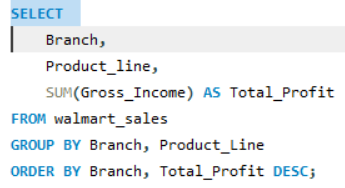 SELECT
    Branch,
    Product_line,
    SUM(Gross_Income) AS Total_Profit
FROM walmart_sales
GROUP BY Branch, Product_Line
ORDER BY Branch, Total_Profit DESC;